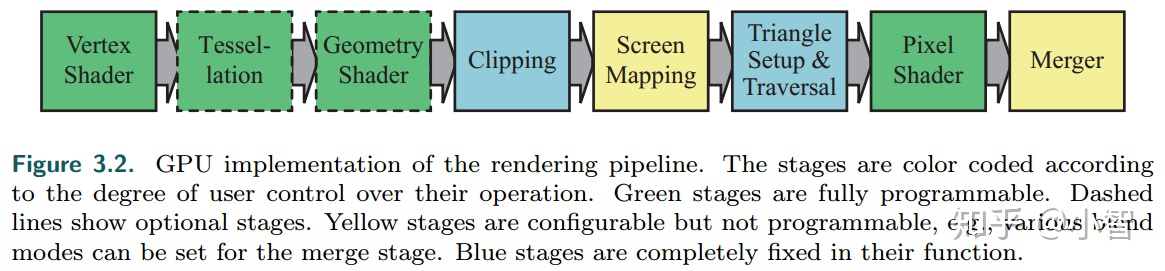 Vertex
Shader
Tessel-
lation
Geometry
Shader
Clipping
Screen
Mapping
Triangle
Setup &
Traversal
Pixel
Shader
Merger
Figure 3.2. GPU implementation of the rendering pipeline. The stages are color coded according
to the degree of user control over their operation. Green stages are fully programmable. Dashed
lines show optional stages. Yellow stages are configurable but not programmable, e.g., various blend
modes can be set for the merge stage. Blue stages are completely fixed in their function.
知乎 @小智